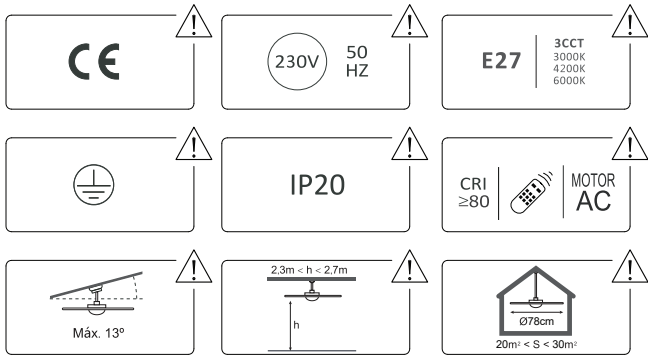 CE
230V
50
HZ
E27
3CCT
3000K
4200K
6000K
IP20
CRI
≥80
MOTOR
AC
Máx. 13º
2,3m < h < 2,7m
h
Ø78cm
20m² < S < 30m²